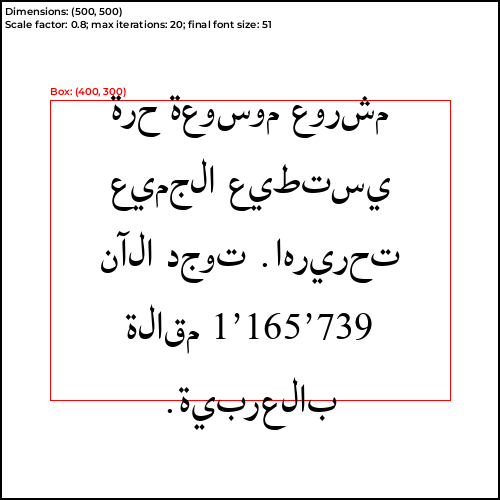 Dimensions: (500, 500)
Scale factor: 0.8; max iterations: 20; final font size: 51
Box: (400, 300)
مشروع موسوعة حرة
يستطيع الجميع
تحريرها. توجد الآن
1’165’739 مقالة
بالعربية.